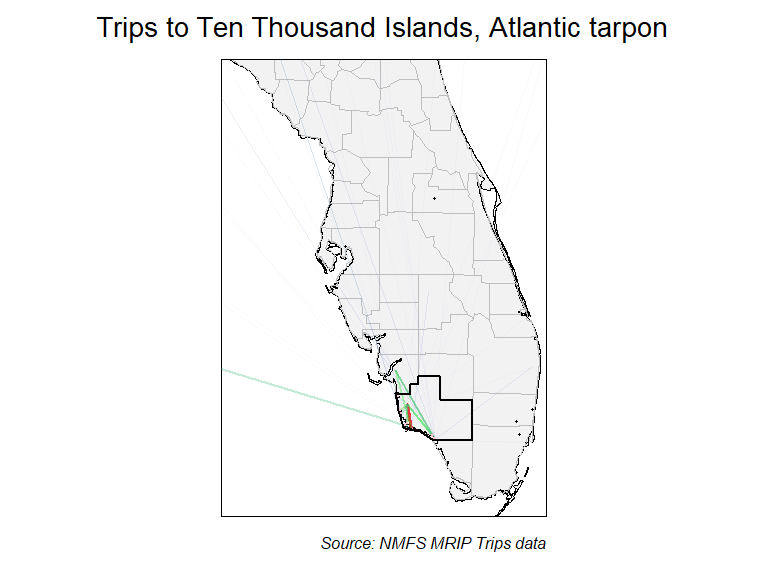 Trips to Ten Thousand Islands, Atlantic tarpon
Source: NMFS MRIP Trips data